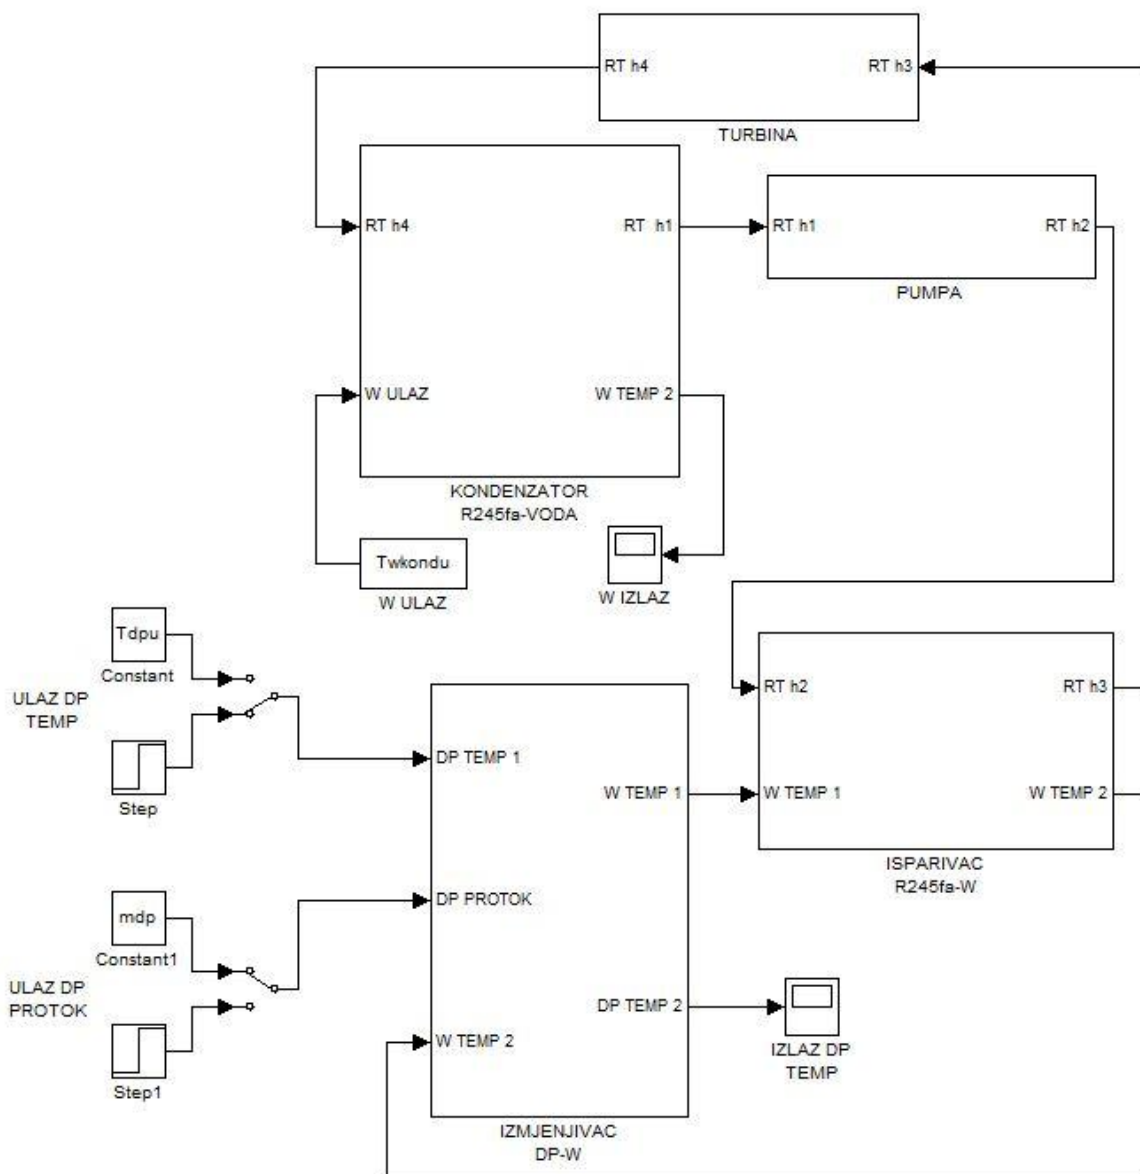 RT h4
RT h3
TURBINA
RT h4
RT h1
W ULAZ
W TEMP 2
KONDENZATOR
R245fa-VODA
RT h1
RT h2
PUMPA
Twkondu
W ULAZ
W IZLAZ
Tdpu
Constant
ULAZ DP
TEMP
Step
mdp
Constant1
ULAZ DP
PROTOK
Step1
DP TEMP 1
W TEMP 1
DP PROTOK
DP TEMP 2
W TEMP 2
IZMJENJIVAC
DP-W
RT h2
RT h3
W TEMP 1
W TEMP 2
ISPARIVAC
R245fa-W
IZLAZ DP
TEMP